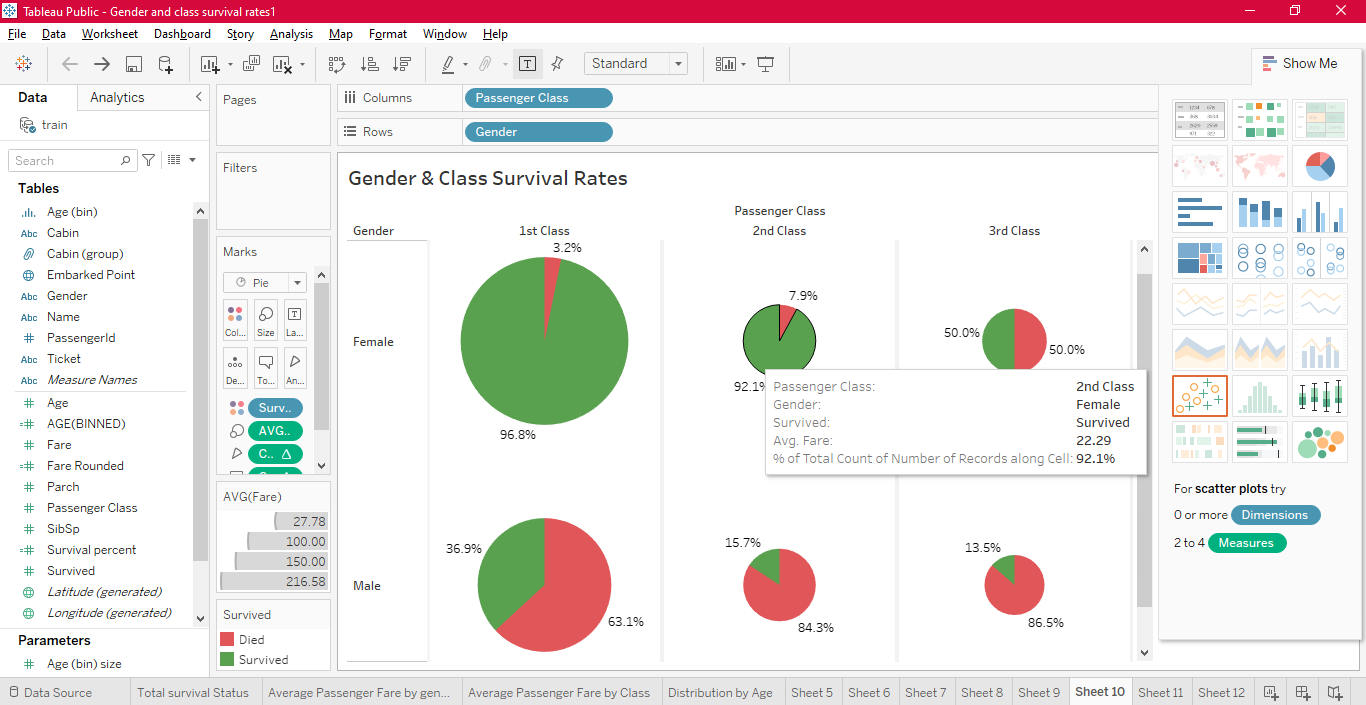 Tableau Public - Gender and class survival rates1
File Data Worksheet Dashboard Story Analysis Map Format Window Help
Standard
Show Me
Data Analytics
train
Search
Tables
Age (bin)
Abc Cabin
Cabin (group)
Embarked Point
Abc Gender
Abc Name
# PassengerId
Abc Ticket
Abc Measure Names
# Age
=# AGE(BINNED)
# Fare
=# Fare Rounded
# Parch
# Passenger Class
# SibSp
=# Survival percent
# Survived
Latitude (generated)
Longitude (generated)
Parameters
# Age (bin) size
Pages
Filters
Marks
Pie
Col... Size La...
De... To... An...
Surv..
AVG..
C.. Δ
AVG(Fare)
27.78
100.00
150.00
216.58
Survived
Died
Survived
Columns Passenger Class
Rows Gender
Gender & Class Survival Rates
Passenger Class
Gender 1st Class 2nd Class 3rd Class
Female
3.2%
96.8%
7.9%
92.1%
50.0%
50.0%
Passenger Class: 2nd Class
Gender: Female
Survived: Survived
Avg. Fare: 22.29
% of Total Count of Number of Records along Cell: 92.1%
Male
36.9%
63.1%
15.7%
84.3%
13.5%
86.5%
For scatter plots try
0 or more Dimensions
2 to 4 Measures
Data Source Total survival Status Average Passenger Fare by gen... Average Passenger Fare by Class Distribution by Age Sheet 5 Sheet 6 Sheet 7 Sheet 8 Sheet 9 Sheet 10 Sheet 11 Sheet 12